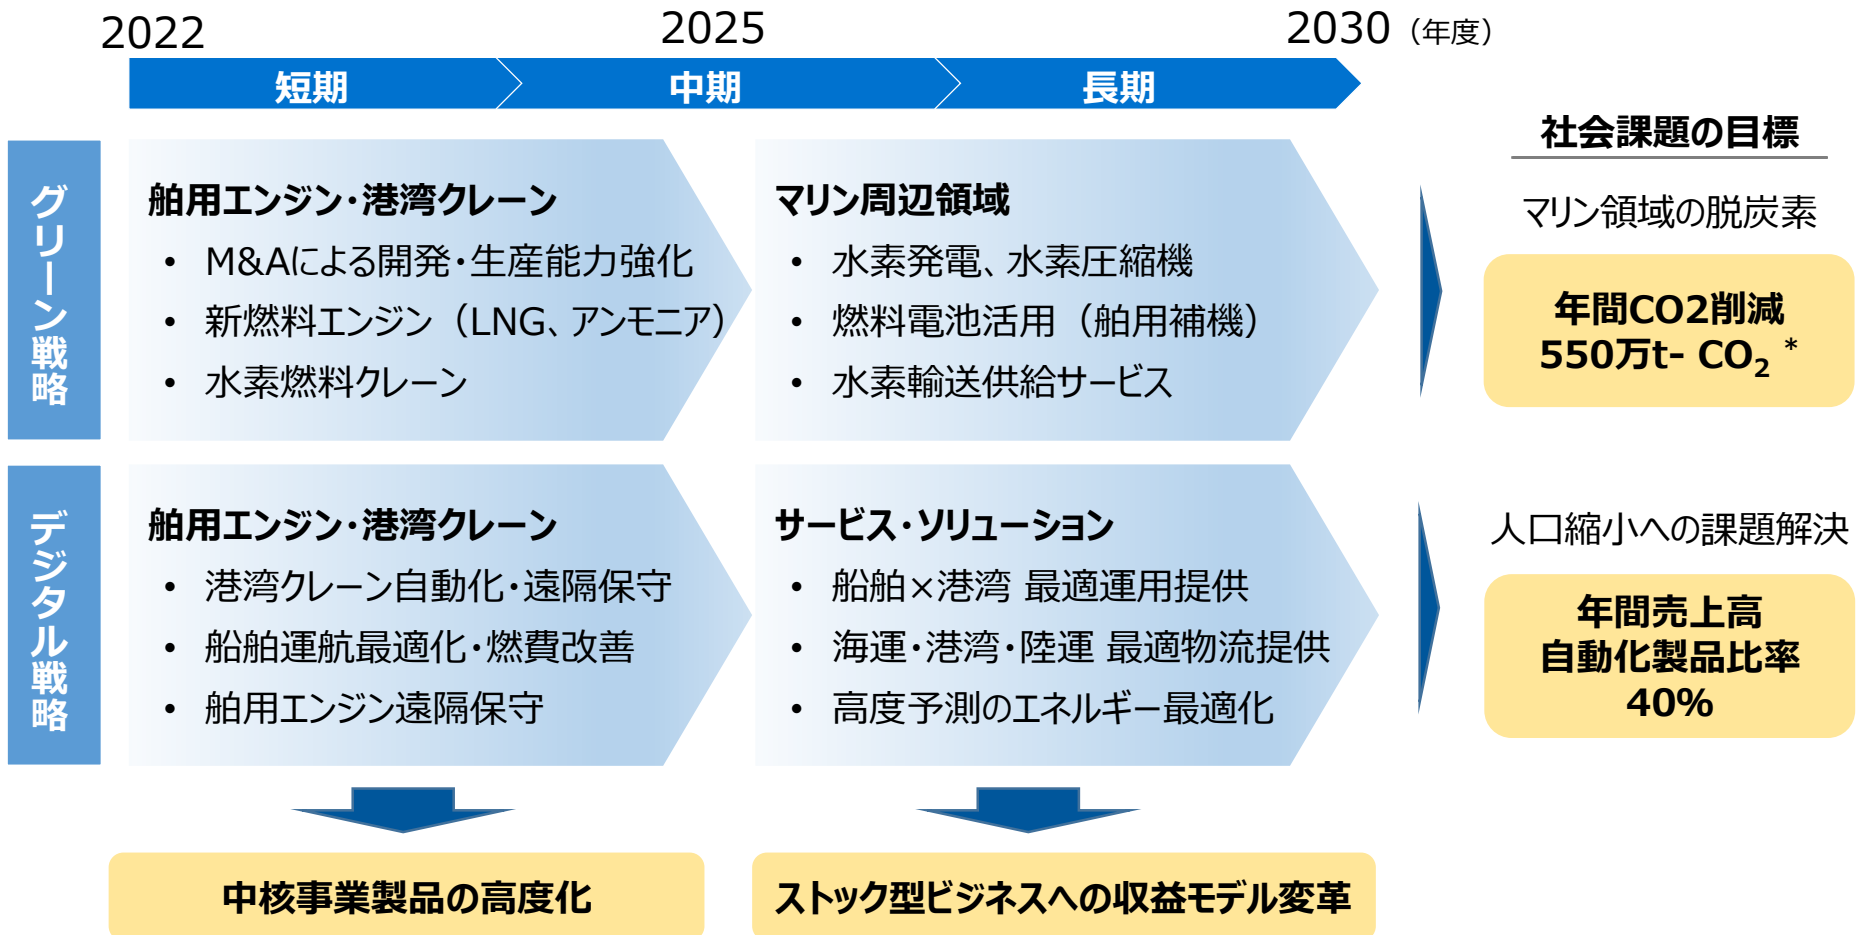 2022
2025
2030（年度）
短期
中期
長期
社会課題の目標
グリーン戦略
舶用エンジン・港湾クレーン
• M&Aによる開発・生産能力強化
• 新燃料エンジン（LNG、アンモニア）
• 水素燃料クレーン
マリン周辺領域
• 水素発電、水素圧縮機
• 燃料電池活用（舶用補機）
• 水素輸送供給サービス
マリン領域の脱炭素
年間CO2削減
550万t- CO₂ *
デジタル戦略
舶用エンジン・港湾クレーン
• 港湾クレーン自動化・遠隔保守
• 船舶運航最適化・燃費改善
• 舶用エンジン遠隔保守
サービス・ソリューション
• 船舶×港湾 最適運用提供
• 海運・港湾・陸運 最適物流提供
• 高度予測のエネルギー最適化
人口縮小への課題解決
年間売上高
自動化製品比率
40%
中核事業製品の高度化
ストック型ビジネスへの収益モデル変革